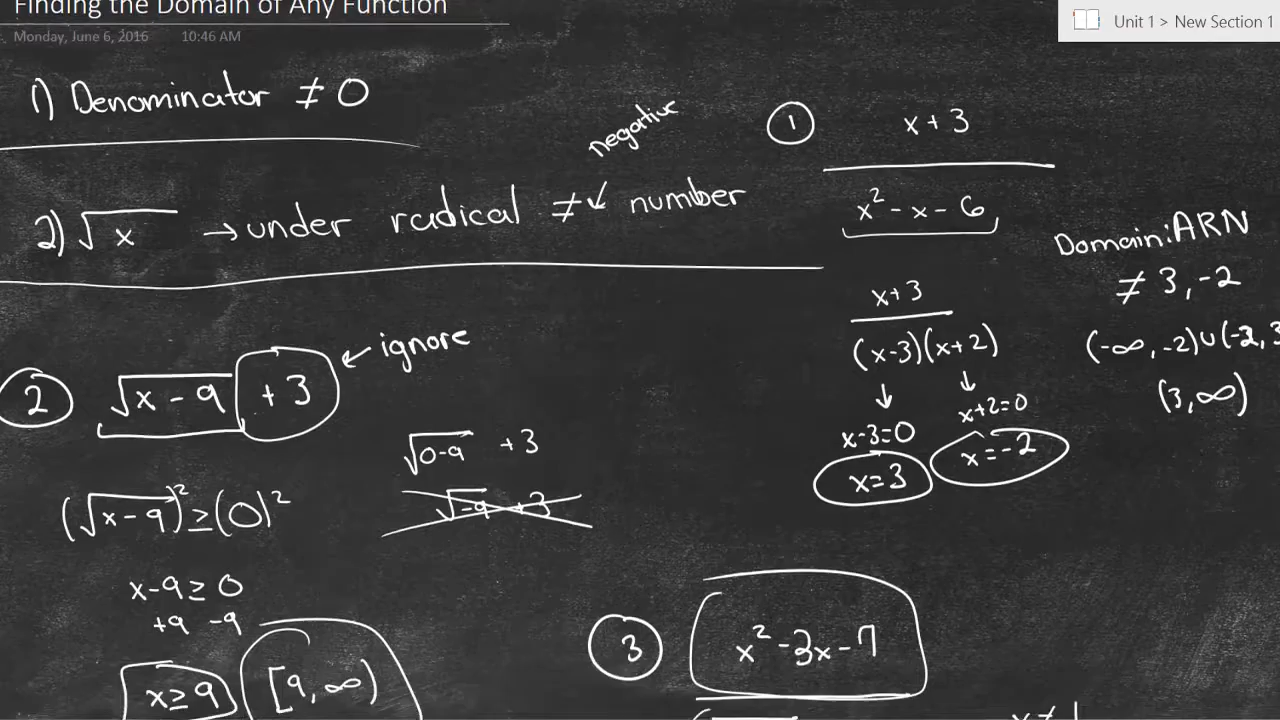 Finding the Domain of Any Function
Monday, June 6, 2016 10:46 AM
Unit 1 > New Section 1
1) Denominator ≠ 0
negative
2) √x → under radical ≠ ↙ number
① x + 3
x² - x - 6
x+3
(x-3)(x+2)
↓ ↓
x-3=0 x+2=0
x=3 x=-2
Domain: ARN
≠ 3, -2
(-∞, -2)∪(-2, 3
(3, ∞)
② √x - 9 + 3 ← ignore
√0-9 + 3
√-9 + 3
(√x-9)² ≥ (0)²
x-9 ≥ 0
+9 -9
x≥9 [9, ∞)
③ x² - 3x - 7
x ≠ 1